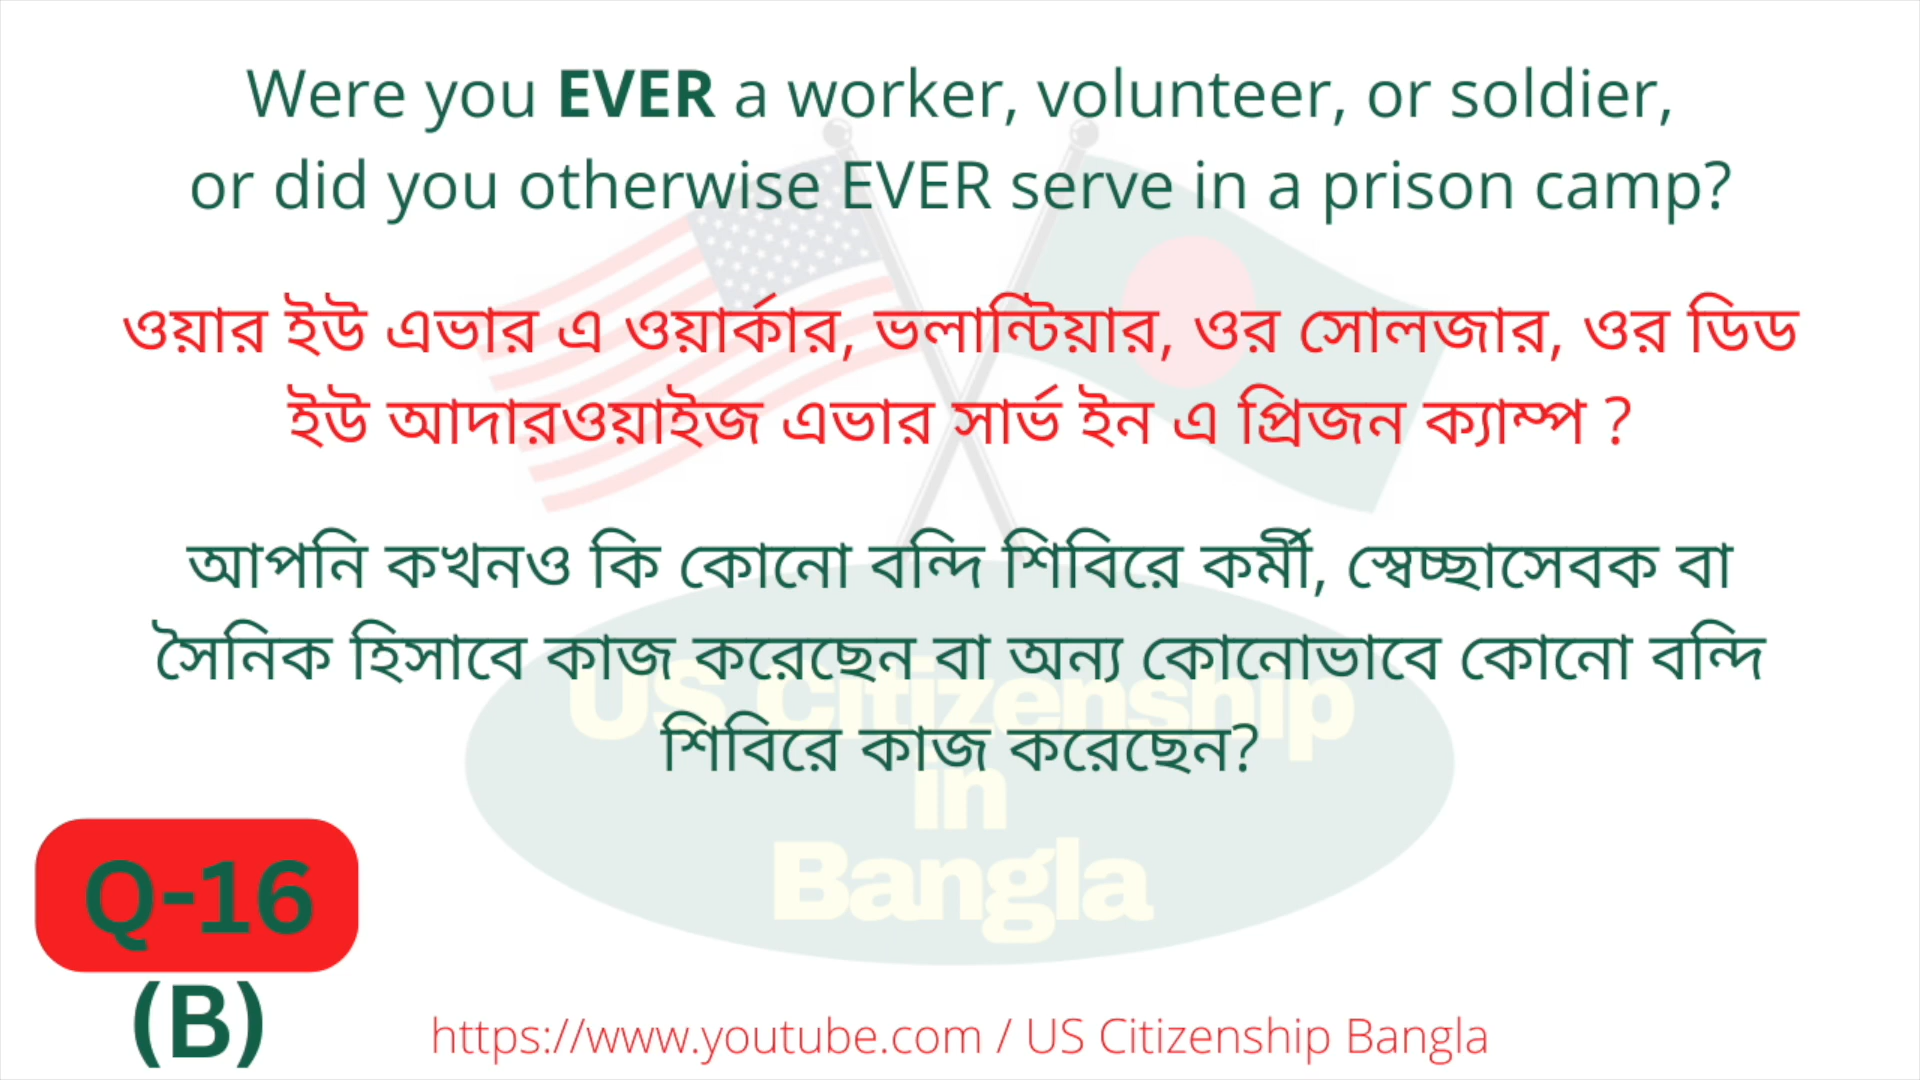 Were you EVER a worker, volunteer, or soldier,
or did you otherwise EVER serve in a prison camp?
ওয়ার ইউ এভার এ ওয়ার্কার, ভলান্টিয়ার, ওর সোলজার, ওর ডিড
ইউ আদারওয়াইজ এভার সার্ভ ইন এ প্রিজন ক্যাম্প ?
আপনি কখনও কি কোনো বন্দি শিবিরে কর্মী, স্বেচ্ছাসেবক বা
সৈনিক হিসাবে কাজ করেছেন বা অন্য কোনোভাবে কোনো বন্দি
শিবিরে কাজ করেছেন?
US Citizenship
in
Bangla
Q-16
(B)
https://www.youtube.com / US Citizenship Bangla